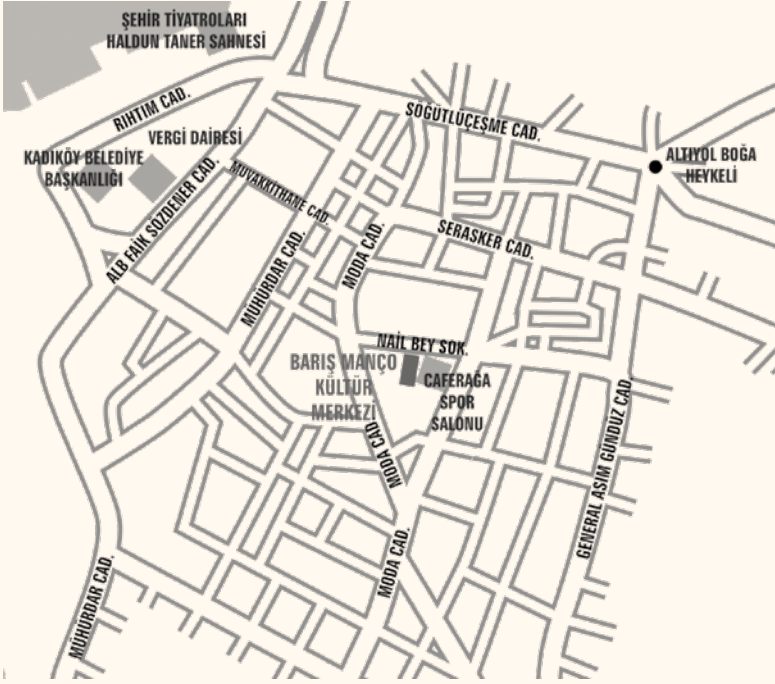 ŞEHİR TİYATROLARI
HALDUN TANER SAHNESİ
RIHTIM CAD.
SÖĞÜTLÜÇEŞME CAD.
VERGİ DAİRESİ
KADIKÖY BELEDİYE
BAŞKANLIĞI
ALTIYOL BOĞA
HEYKELİ
MUVAKKİTHANE CAD.
ALB FAİK SÖZDENER CAD.
SERASKER CAD.
MODA CAD.
MÜHÜRDAR CAD.
NAİL BEY SOK.
BARIŞ MANÇO
KÜLTÜR
MERKEZİ
CAFERAĞA
SPOR
SALONU
MODA CAD.
GENERAL ASIM GÜNDÜZ CAD.
MODA CAD.
MÜHÜRDAR CAD.